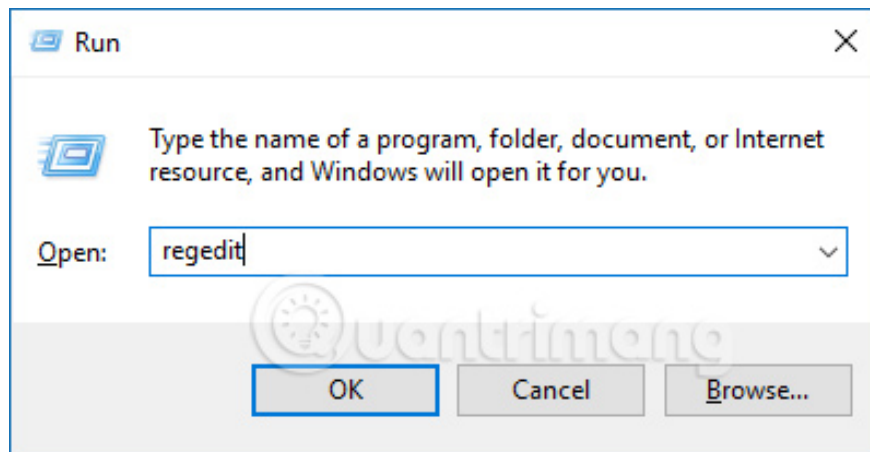 Run
Type the name of a program, folder, document, or Internet
resource, and Windows will open it for you.
Open: regedit
Quantrimang
OK Cancel Browse...